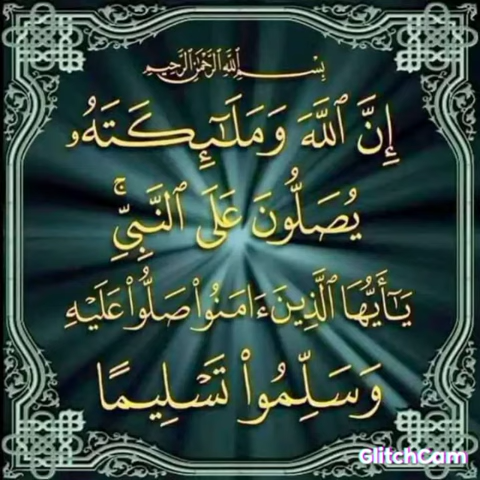 بِسْمِ ٱللَّهِ ٱلرَّحْمَٰنِ ٱلرَّحِيمِ
إِنَّ ٱللَّهَ وَمَلَـٰٓئِكَتَهُۥ
يُصَلُّونَ عَلَى ٱلنَّبِىِّ ۚ
يَـٰٓأَيُّهَا ٱلَّذِينَ ءَامَنُوا۟ صَلُّوا۟ عَلَيْهِ
وَسَلِّمُوا۟ تَسْلِيمًا
GlitchCam